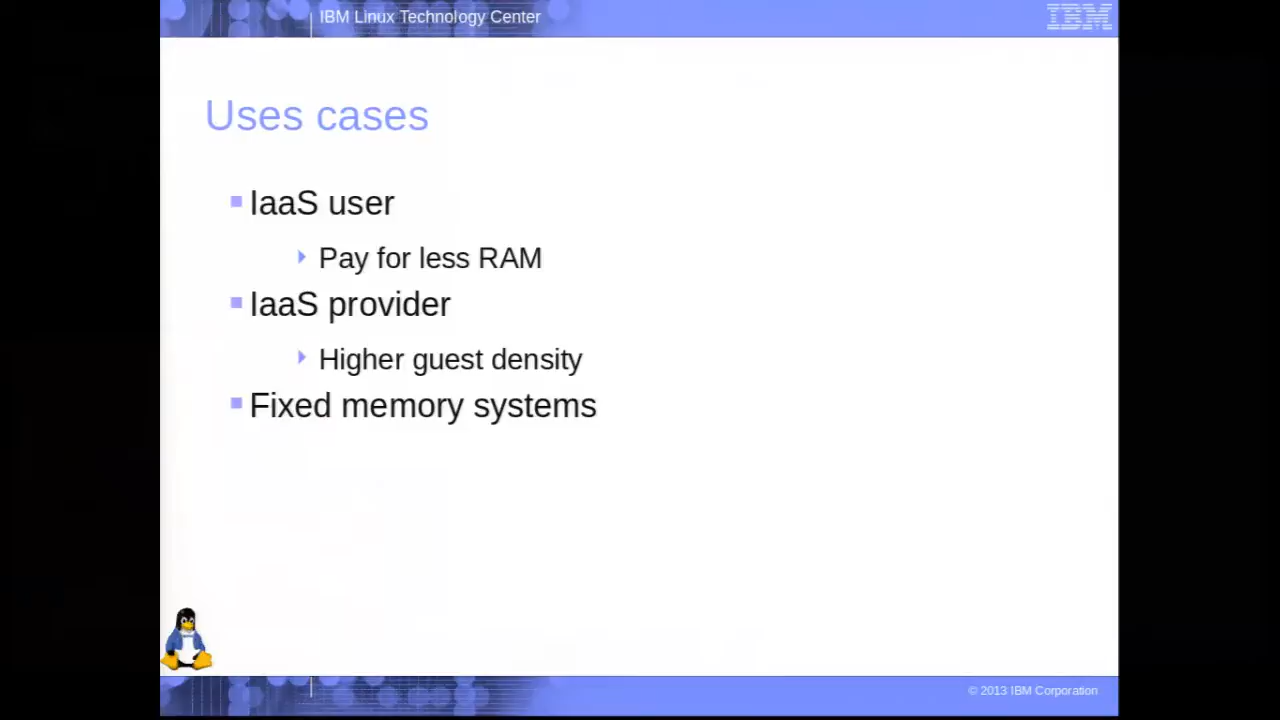 IBM Linux Technology Center
IBM
Uses cases
IaaS user
Pay for less RAM
IaaS provider
Higher guest density
Fixed memory systems
© 2013 IBM Corporation